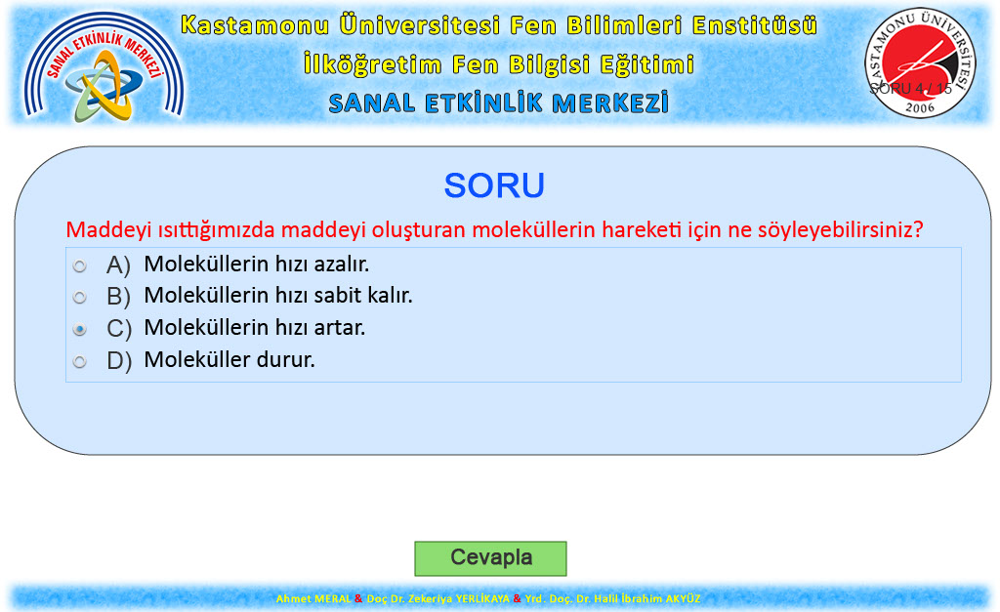 Kastamonu Üniversitesi Fen Bilimleri Enstitüsü
İlköğretim Fen Bilgisi Eğitimi
SANAL ETKİNLİK MERKEZİ
SANAL ETKİNLİK MERKEZİ
KASTAMONU ÜNİVERSİTESİ
SORU 4 / 15
2006
SORU
Maddeyi ısıttığımızda maddeyi oluşturan moleküllerin hareketi için ne söyleyebilirsiniz?
A) Moleküllerin hızı azalır.
B) Moleküllerin hızı sabit kalır.
C) Moleküllerin hızı artar.
D) Moleküller durur.
Cevapla
Ahmet MERAL & Doç Dr. Zekeriya YERLİKAYA & Yrd. Doç. Dr. Halil İbrahim AKYÜZ